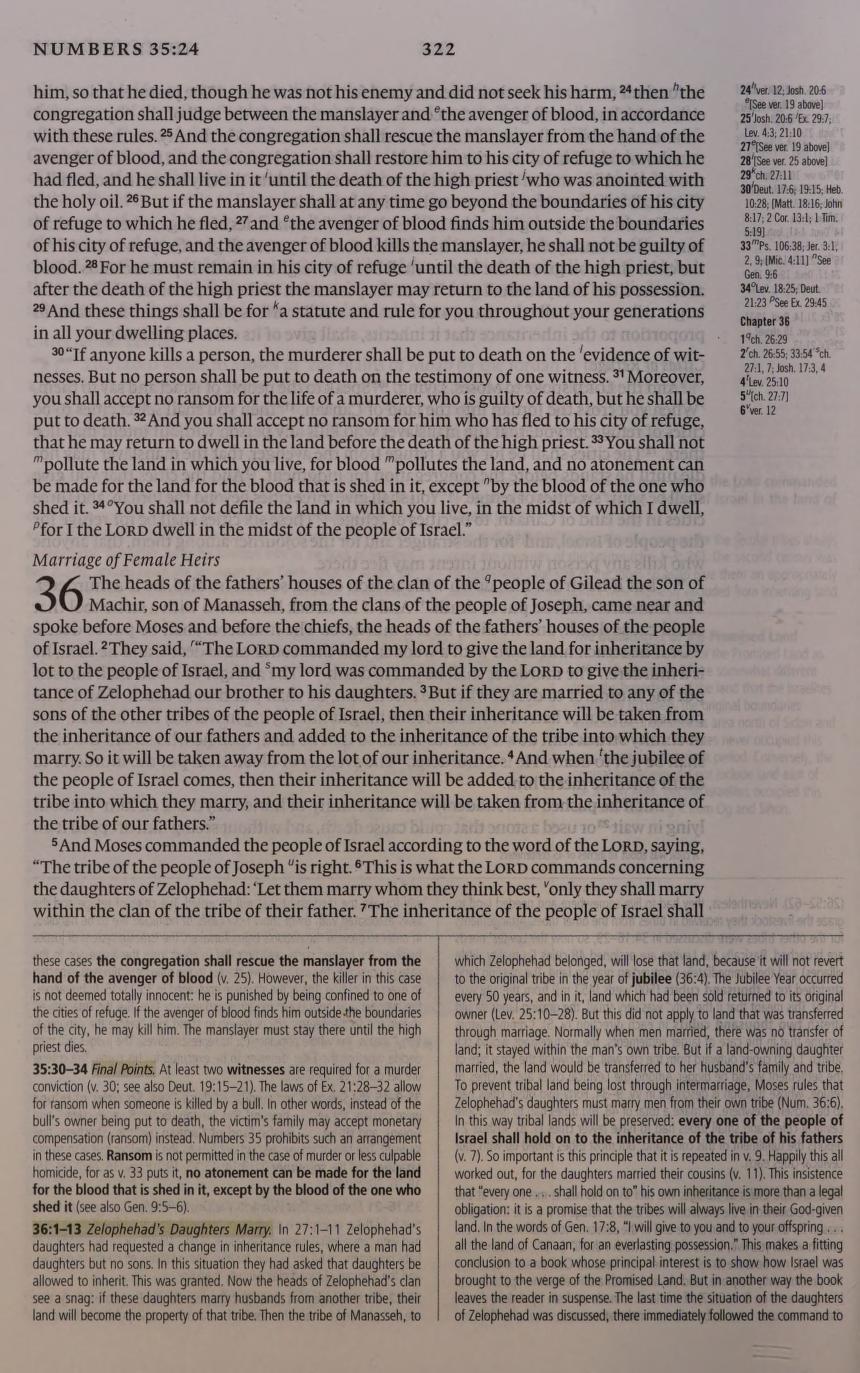 NUMBERS 35:24
322
him, so that he died, though he was not his enemy and did not seek his harm, 24 then hthe
congregation shall judge between the manslayer and ethe avenger of blood, in accordance
with these rules. 25 And the congregation shall rescue the manslayer from the hand of the
avenger of blood, and the congregation shall restore him to his city of refuge to which he
had fled, and he shall live in it iuntil the death of the high priest jwho was anointed with
the holy oil. 26 But if the manslayer shall at any time go beyond the boundaries of his city
of refuge to which he fled, 27 and ethe avenger of blood finds him outside the boundaries
of his city of refuge, and the avenger of blood kills the manslayer, he shall not be guilty of
blood. 28 For he must remain in his city of refuge iuntil the death of the high priest, but
after the death of the high priest the manslayer may return to the land of his possession.
29 And these things shall be for ka statute and rule for you throughout your generations
in all your dwelling places.
30 “If anyone kills a person, the murderer shall be put to death on the levidence of wit-
nesses. But no person shall be put to death on the testimony of one witness. 31 Moreover,
you shall accept no ransom for the life of a murderer, who is guilty of death, but he shall be
put to death. 32 And you shall accept no ransom for him who has fled to his city of refuge,
that he may return to dwell in the land before the death of the high priest. 33 You shall not
mpollute the land in which you live, for blood mpollutes the land, and no atonement can
be made for the land for the blood that is shed in it, except nby the blood of the one who
shed it. 34 oYou shall not defile the land in which you live, in the midst of which I dwell,
pfor I the LORD dwell in the midst of the people of Israel.”
Marriage of Female Heirs
36 The heads of the fathers’ houses of the clan of the qpeople of Gilead the son of
Machir, son of Manasseh, from the clans of the people of Joseph, came near and
spoke before Moses and before the chiefs, the heads of the fathers’ houses of the people
of Israel. 2 They said, r“The LORD commanded my lord to give the land for inheritance by
lot to the people of Israel, and smy lord was commanded by the LORD to give the inheri-
tance of Zelophehad our brother to his daughters. 3 But if they are married to any of the
sons of the other tribes of the people of Israel, then their inheritance will be taken from
the inheritance of our fathers and added to the inheritance of the tribe into which they
marry. So it will be taken away from the lot of our inheritance. 4 And when tthe jubilee of
the people of Israel comes, then their inheritance will be added to the inheritance of the
tribe into which they marry, and their inheritance will be taken from the inheritance of
the tribe of our fathers.”
5 And Moses commanded the people of Israel according to the word of the LORD, saying,
“The tribe of the people of Joseph uis right. 6 This is what the LORD commands concerning
the daughters of Zelophehad: ‘Let them marry whom they think best, vonly they shall marry
within the clan of the tribe of their father. 7 The inheritance of the people of Israel shall
24 hver. 12; Josh. 20:6
e[See ver. 19 above]
25 iJosh. 20:6 jEx. 29:7;
Lev. 4:3; 21:10
27 e[See ver. 19 above]
28 i[See ver. 25 above]
29 kch. 27:11
30 lDeut. 17:6; 19:15; Heb.
10:28; [Matt. 18:16; John
8:17; 2 Cor. 13:1; 1 Tim.
5:19]
33 mPs. 106:38; Jer. 3:1,
2, 9; [Mic. 4:11] nSee
Gen. 9:6
34 oLev. 18:25; Deut.
21:23 pSee Ex. 29:45
Chapter 36
1 qch. 26:29
2 rch. 26:55; 33:54 sch.
27:1, 7; Josh. 17:3, 4
4 tLev. 25:10
5 u[ch. 27:7]
6 vver. 12
these cases the congregation shall rescue the manslayer from the
hand of the avenger of blood (v. 25). However, the killer in this case
is not deemed totally innocent: he is punished by being confined to one of
the cities of refuge. If the avenger of blood finds him outside the boundaries
of the city, he may kill him. The manslayer must stay there until the high
priest dies.
35:30–34 Final Points. At least two witnesses are required for a murder
conviction (v. 30; see also Deut. 19:15–21). The laws of Ex. 21:28–32 allow
for ransom when someone is killed by a bull. In other words, instead of the
bull’s owner being put to death, the victim’s family may accept monetary
compensation (ransom) instead. Numbers 35 prohibits such an arrangement
in these cases. Ransom is not permitted in the case of murder or less culpable
homicide, for as v. 33 puts it, no atonement can be made for the land
for the blood that is shed in it, except by the blood of the one who
shed it (see also Gen. 9:5–6).
36:1–13 Zelophehad’s Daughters Marry. In 27:1–11 Zelophehad’s
daughters had requested a change in inheritance rules, where a man had
daughters but no sons. In this situation they had asked that daughters be
allowed to inherit. This was granted. Now the heads of Zelophehad’s clan
see a snag: if these daughters marry husbands from another tribe, their
land will become the property of that tribe. Then the tribe of Manasseh, to
which Zelophehad belonged, will lose that land, because it will not revert
to the original tribe in the year of jubilee (36:4). The Jubilee Year occurred
every 50 years, and in it, land which had been sold returned to its original
owner (Lev. 25:10–28). But this did not apply to land that was transferred
through marriage. Normally when men married, there was no transfer of
land; it stayed within the man’s own tribe. But if a land-owning daughter
married, the land would be transferred to her husband’s family and tribe.
To prevent tribal land being lost through intermarriage, Moses rules that
Zelophehad’s daughters must marry men from their own tribe (Num. 36:6).
In this way tribal lands will be preserved: every one of the people of
Israel shall hold on to the inheritance of the tribe of his fathers
(v. 7). So important is this principle that it is repeated in v. 9. Happily this all
worked out, for the daughters married their cousins (v. 11). This insistence
that “every one . . . shall hold on to” his own inheritance is more than a legal
obligation: it is a promise that the tribes will always live in their God-given
land. In the words of Gen. 17:8, “I will give to you and to your offspring . . .
all the land of Canaan, for an everlasting possession.” This makes a fitting
conclusion to a book whose principal interest is to show how Israel was
brought to the verge of the Promised Land. But in another way the book
leaves the reader in suspense. The last time the situation of the daughters
of Zelophehad was discussed, there immediately followed the command to